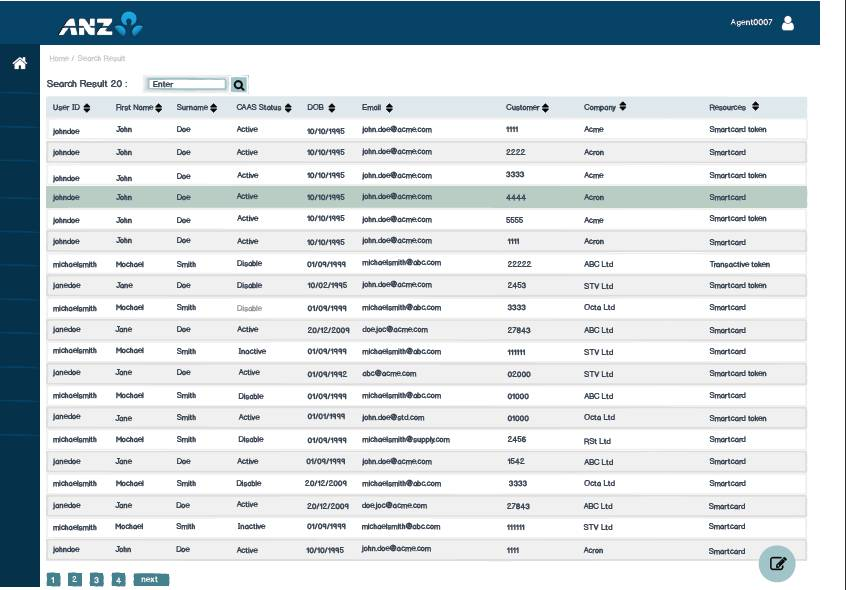 ANZ
Agent0007
Home / Search Result
Search Result 20 : Enter
User ID First Name Surname CAAS Status DOB Email Customer Company Resources
johndoe John Doe Active 10/10/1995 john.doe@acme.com 1111 Acme Smartcard token
johndoe John Doe Active 10/10/1995 john.doe@acme.com 2222 Acron Smartcard
johndoe John Doe Active 10/10/1995 john.doe@acme.com 3333 Acme Smartcard token
johndoe John Doe Active 10/10/1995 john.doe@acme.com 4444 Acron Smartcard
johndoe John Doe Active 10/10/1995 john.doe@acme.com 5555 Acme Smartcard token
johndoe John Doe Active 10/10/1995 john.doe@acme.com 1111 Acron Smartcard
michaelsmith Mochael Smith Disable 01/09/1999 michaelsmith@abc.com 22222 ABC Ltd Transactive token
janedoe Jane Doe Disable 10/02/1995 john.doe@acme.com 2453 STV Ltd Smartcard token
michaelsmith Mochael Smith Disable 01/09/1999 michaelsmith@abc.com 3333 Octa Ltd Smartcard
janedoe Jane Doe Active 20/12/2009 doe.joc@acme.com 27843 ABC Ltd Smartcard
michaelsmith Mochael Smith Inactive 01/09/1999 michaelsmith@abc.com 111111 STV Ltd Smartcard
janedoe Jane Doe Active 01/09/1992 abc@acme.com 02000 STV Ltd Smartcard token
michaelsmith Mochael Smith Disable 01/09/1999 michaelsmith@abc.com 01000 ABC Ltd Smartcard
janedoe Jane Smith Active 01/01/1999 john.doe@std.com 01000 Octa Ltd Smartcard token
michaelsmith Mochael Smith Disable 01/09/1999 michaelsmith@supply.com 2456 RSt Ltd Smartcard
janedoe Jane Doe Active 01/09/1999 john.doe@acme.com 1542 ABC Ltd Smartcard
michaelsmith Mochael Smith Disable 20/12/2009 michaelsmith@abc.com 3333 Octa Ltd Smartcard
janedoe Jane Doe Active 20/12/2009 doe.joc@acme.com 27843 ABC Ltd Smartcard
michaelsmith Mochael Smith Inactive 01/09/1999 michaelsmith@abc.com 111111 STV Ltd Smartcard
johndoe John Doe Active 10/10/1995 john.doe@acme.com 1111 Acron Smartcard
1 2 3 4 next